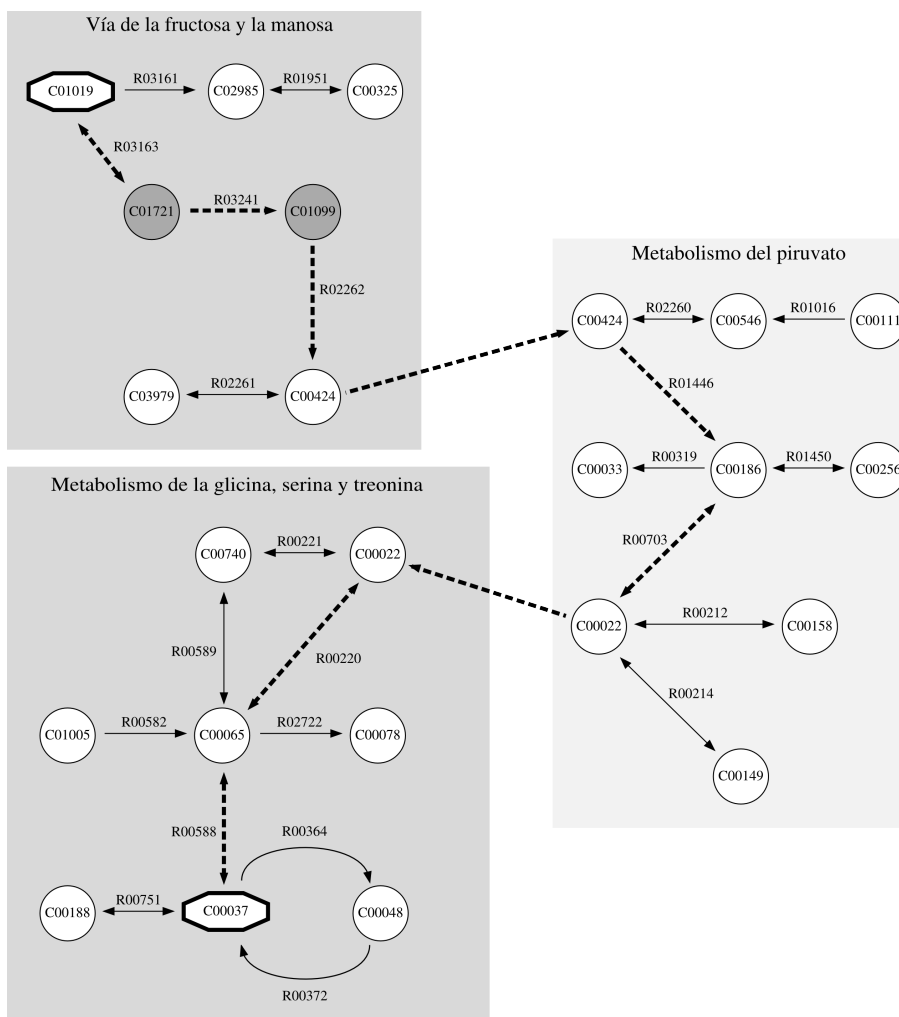 Vía de la fructosa y la manosa
C01019
R03161
C02985
R01951
C00325
R03163
C01721
R03241
C01099
R02262
C03979
R02261
C00424
Metabolismo del piruvato
C00424
R02260
C00546
R01016
C00111
R01446
C00033
R00319
C00186
R01450
C00256
R00703
C00022
R00212
C00158
R00214
C00149
Metabolismo de la glicina, serina y treonina
C00740
R00221
C00022
R00589
R00220
C01005
R00582
C00065
R02722
C00078
R00588
R00364
C00188
R00751
C00037
C00048
R00372